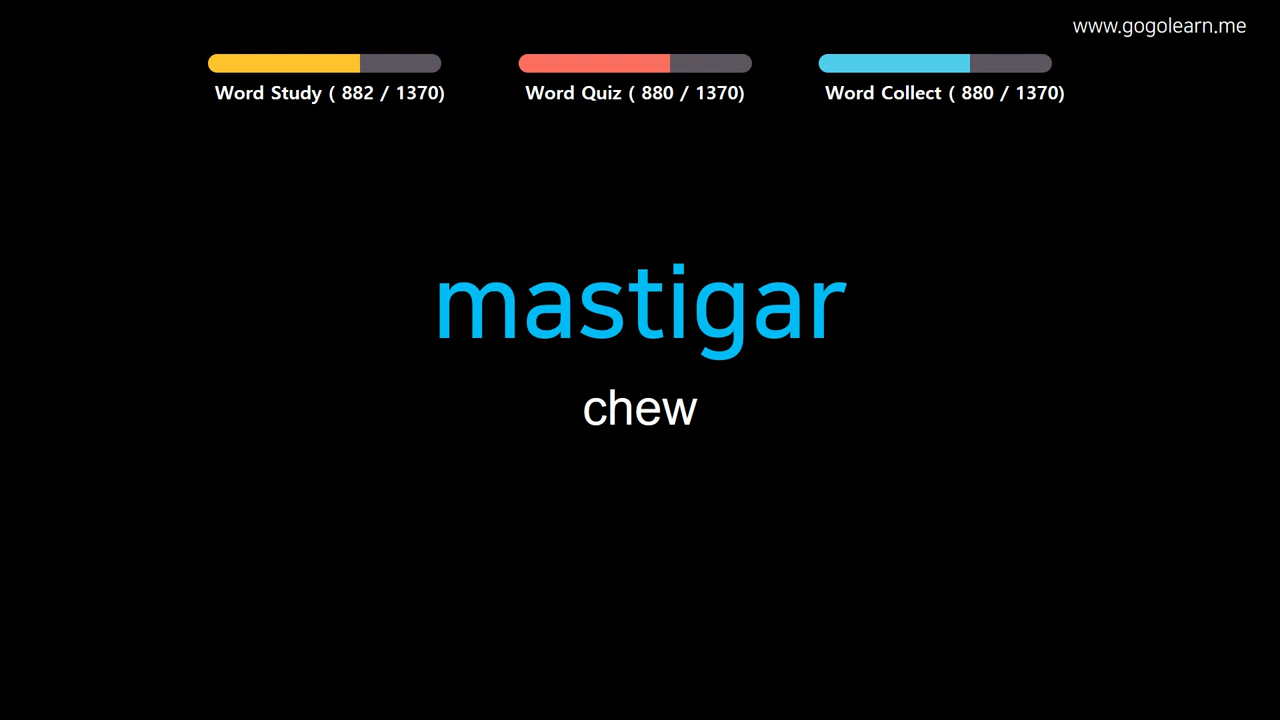 www.gogolearn.me
Word Study ( 882 / 1370)
Word Quiz ( 880 / 1370)
Word Collect ( 880 / 1370)
mastigar
chew